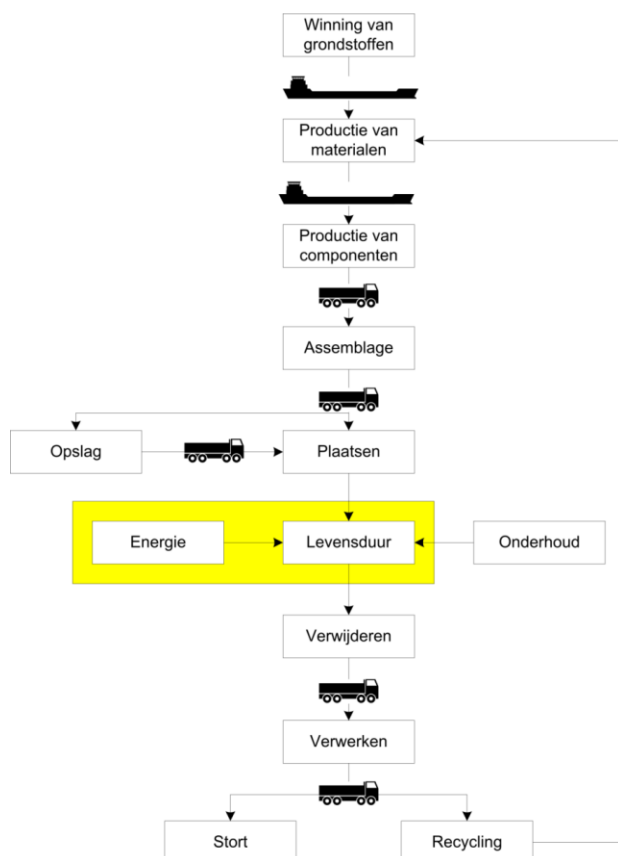 Winning van
grondstoffen
Productie van
materialen
Productie van
componenten
Assemblage
Opslag
Plaatsen
Energie
Levensduur
Onderhoud
Verwijderen
Verwerken
Stort
Recycling